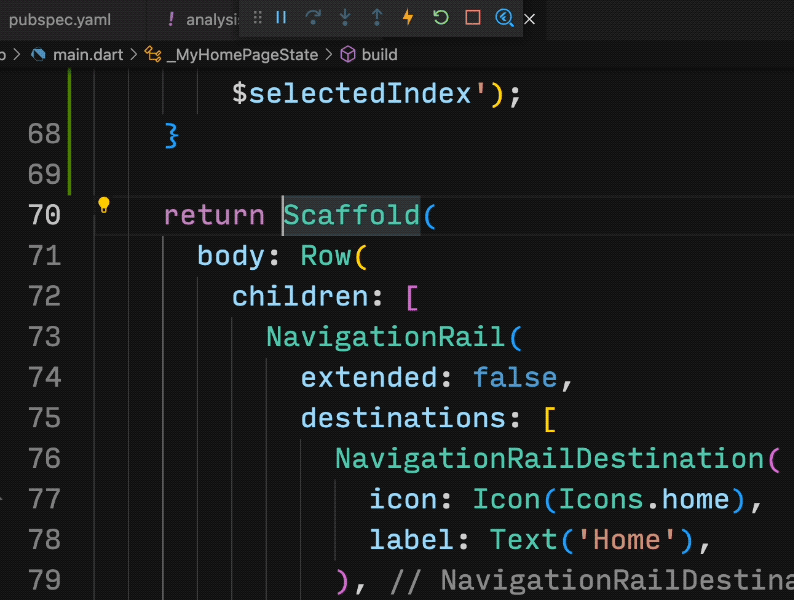 pubspec.yaml ! analysi
main.dart > _MyHomePageState > build
$selectedIndex');
68 }
69
70 return Scaffold(
71 body: Row(
72 children: [
73 NavigationRail(
74 extended: false,
75 destinations: [
76 NavigationRailDestination(
77 icon: Icon(Icons.home),
78 label: Text('Home'),
79 ), // NavigationRailDestina